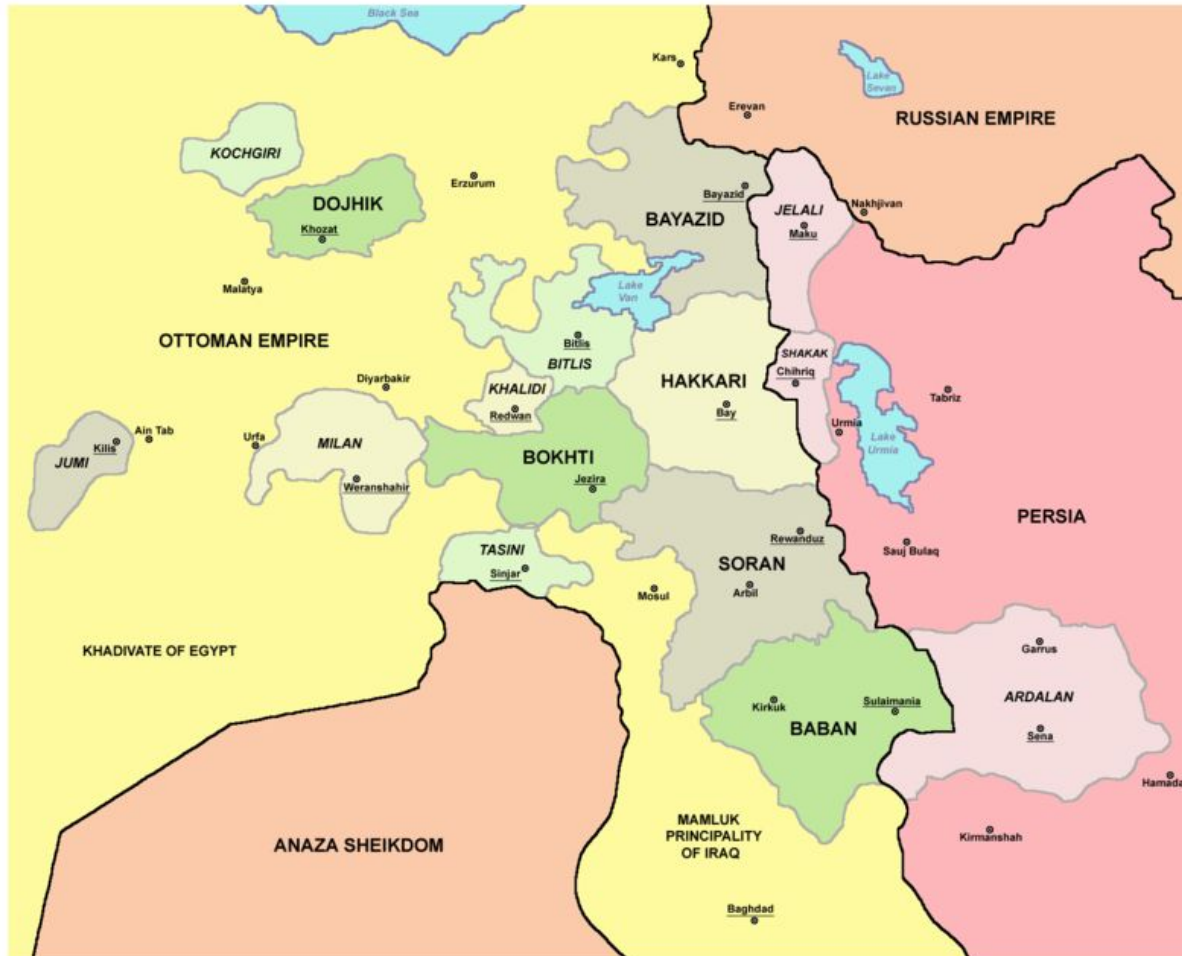 Black Sea
Kars
Lake
Sevan
Erevan
RUSSIAN EMPIRE
KOCHGIRI
Erzurum
DOJHIK
Khozat
Bayazid
BAYAZID
JELALI
Maku
Nakhjivan
Malatya
Lake
Van
OTTOMAN EMPIRE
Bitlis
BITLIS
SHAKAK
Chihriq
Diyarbakir
KHALIDI
Redwan
HAKKARI
Bay
Tabriz
Urmia
Lake
Urmia
Ain Tab
Kilis
JUMI
Urfa
MILAN
Weranshahir
BOKHTI
Jezira
PERSIA
Rewanduz
Sauj Bulaq
TASINI
Sinjar
SORAN
Arbil
Mosul
KHADIVATE OF EGYPT
Garrus
ARDALAN
Sena
Kirkuk
Sulaimania
BABAN
Hamada
MAMLUK
PRINCIPALITY
OF IRAQ
Kirmanshah
ANAZA SHEIKDOM
Baghdad